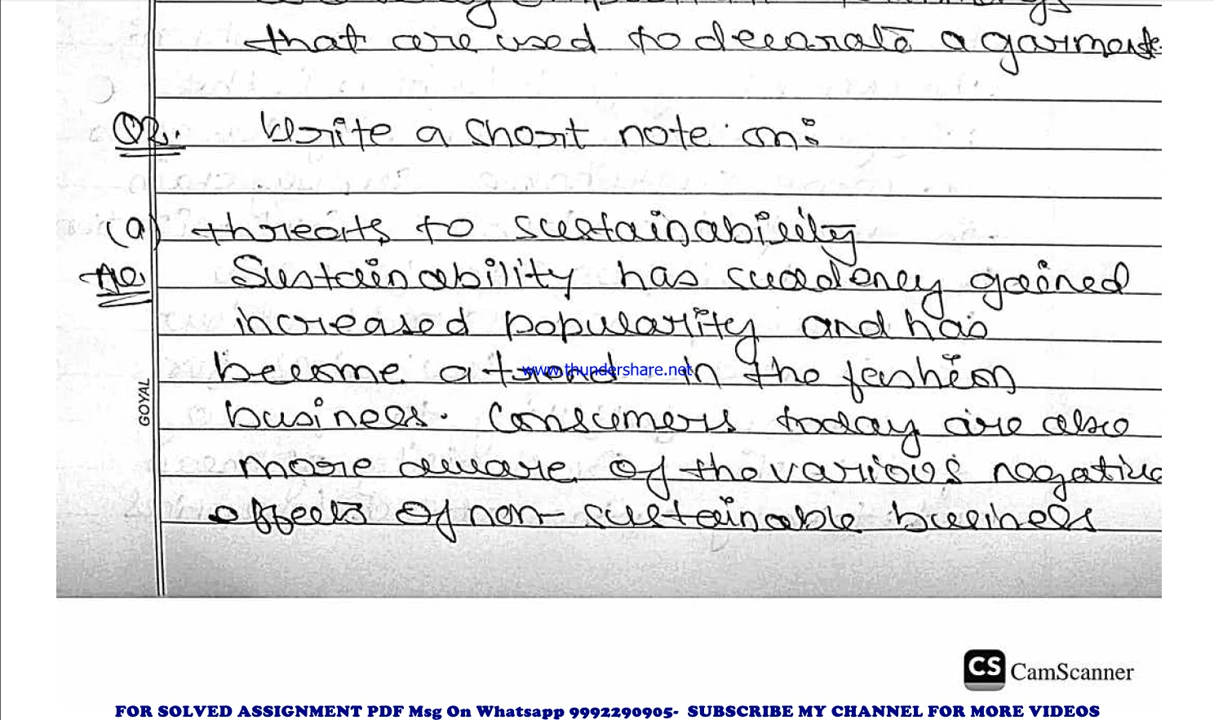 that are used to decorate a garment.
Q2. Write a short note on:
(a) threats to sustainability
Sustainability has suddenly gained
increased popularity and has
become a trend in the fashion
www.thundershare.net
business. Consumers today are also
more aware of the various negative
effects of non-sustainable business
GOYAL
CS CamScanner
FOR SOLVED ASSIGNMENT PDF Msg On Whatsapp 9992290905- SUBSCRIBE MY CHANNEL FOR MORE VIDEOS